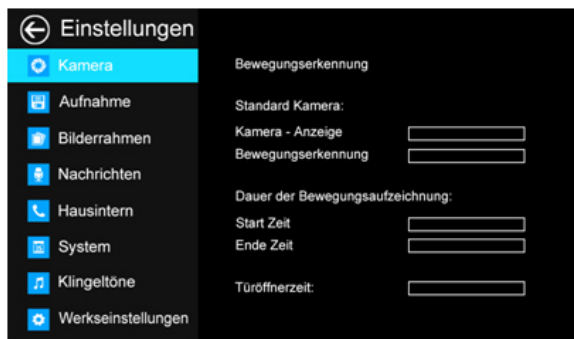 Einstellungen
Kamera
Aufnahme
Bilderrahmen
Nachrichten
Hausintern
System
Klingeltöne
Werkseinstellungen
Bewegungserkennung
Standard Kamera:
Kamera - Anzeige
Bewegungserkennung
Dauer der Bewegungsaufzeichnung:
Start Zeit
Ende Zeit
Türöffnerzeit: